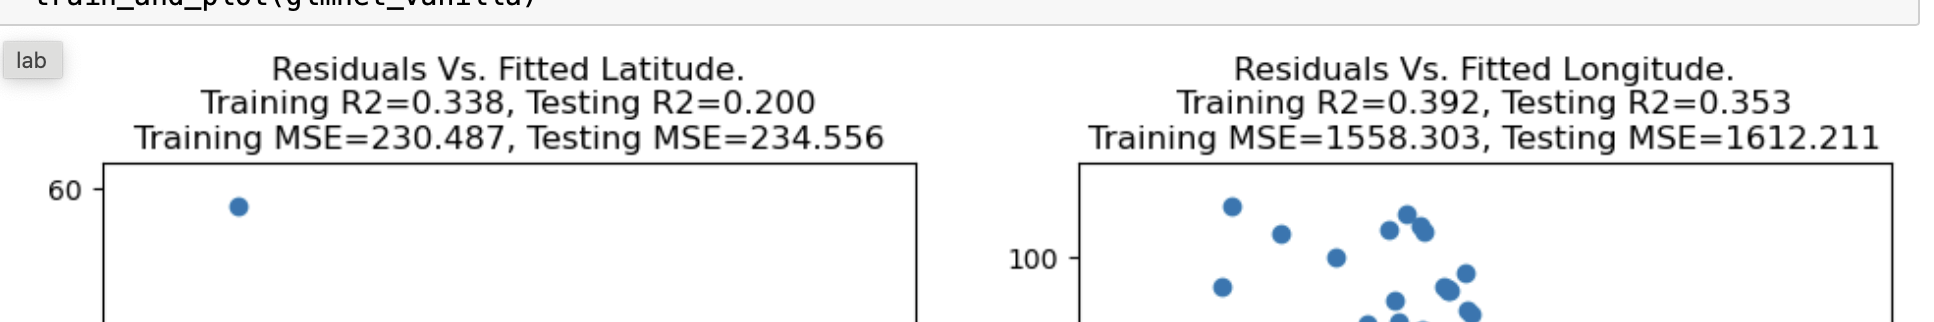 train_and_plot(glmnet_vanilla)
lab
Residuals Vs. Fitted Latitude.
Training R2=0.338, Testing R2=0.200
Training MSE=230.487, Testing MSE=234.556
60
Residuals Vs. Fitted Longitude.
Training R2=0.392, Testing R2=0.353
Training MSE=1558.303, Testing MSE=1612.211
100